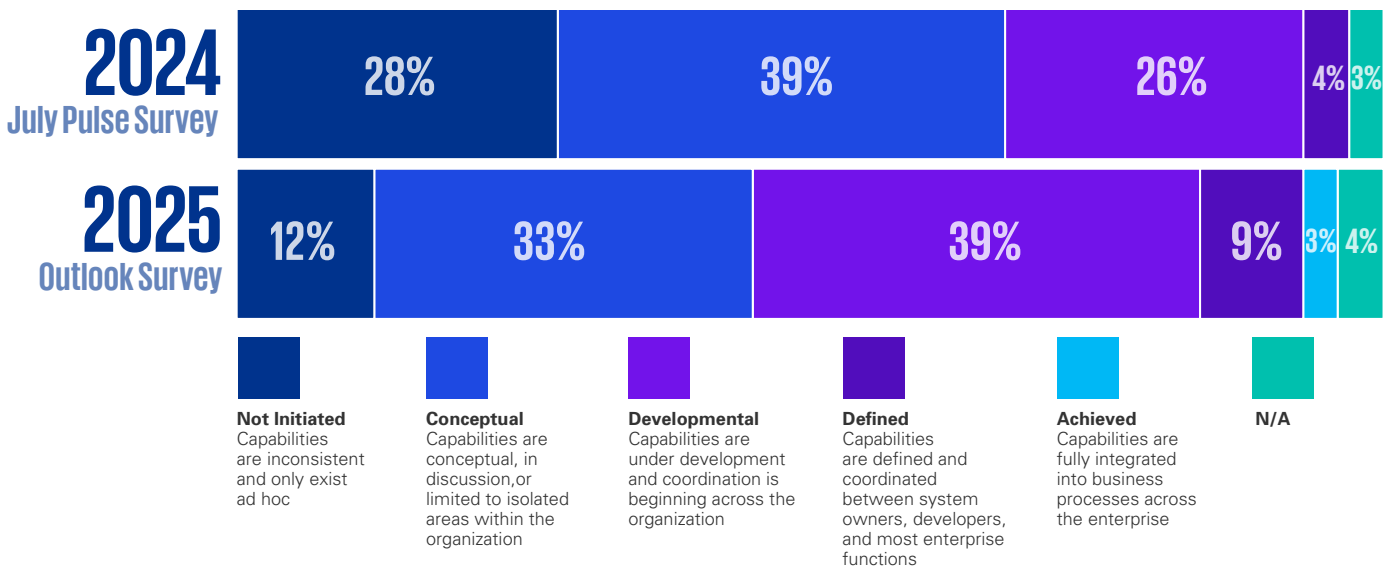 2024
July Pulse Survey
28%
39%
26%
4%
3%
2025
Outlook Survey
12%
33%
39%
9%
3%
4%
Not Initiated
Capabilities
are inconsistent
and only exist
ad hoc
Conceptual
Capabilities are
conceptual, in
discussion,or
limited to isolated
areas within the
organization
Developmental
Capabilities are
under development
and coordination is
beginning across the
organization
Defined
Capabilities
are defined and
coordinated
between system
owners, developers,
and most enterprise
functions
Achieved
Capabilities are
fully integrated
into business
processes across
the enterprise
N/A